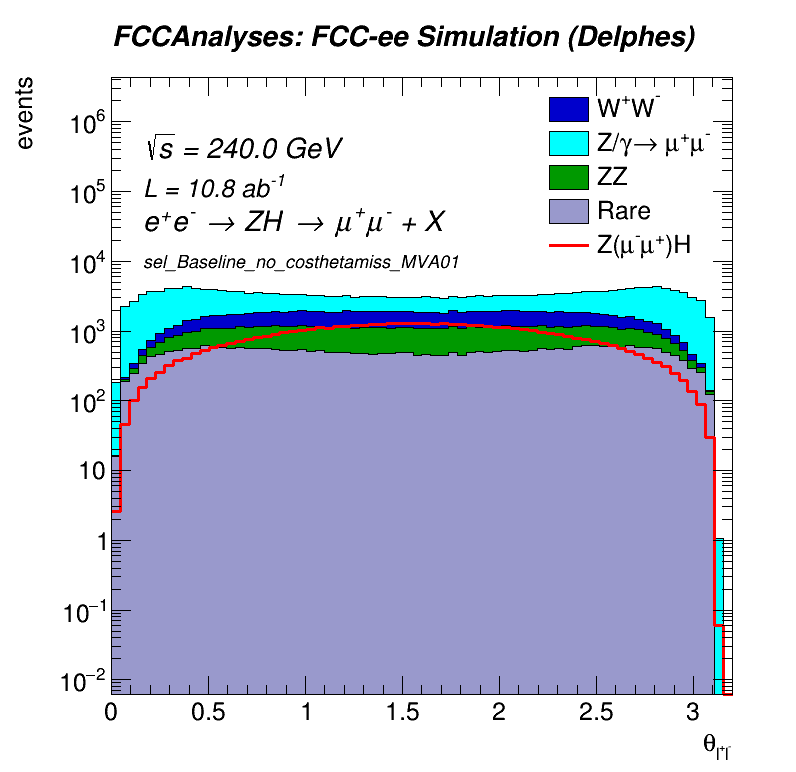 FCCAnalyses: FCC-ee Simulation (Delphes)
events
√s = 240.0 GeV
L = 10.8 ab⁻¹
e⁺e⁻ → ZH → μ⁺μ⁻ + X
sel_Baseline_no_costhetamiss_MVA01
W⁺W⁻
Z/γ→ μ⁺μ⁻
ZZ
Rare
Z(μ⁻μ⁺)H
10⁶
10⁵
10⁴
10³
10²
10
1
10⁻¹
10⁻²
0 0.5 1 1.5 2 2.5 3
θ_{l⁺l⁻}